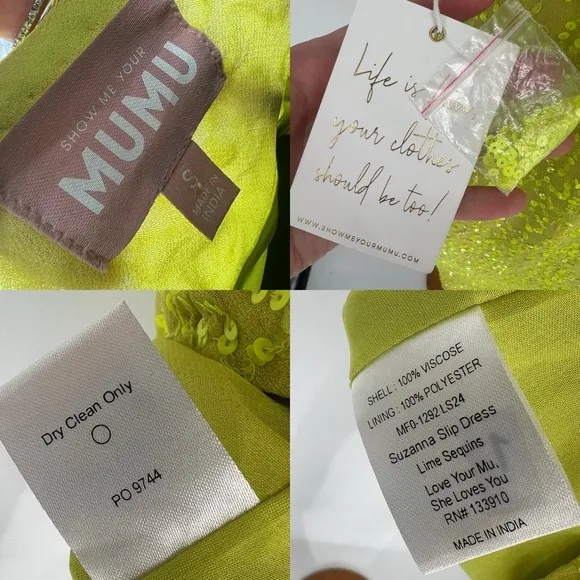 SHOW ME YOUR
MUMU
MADE IN
INDIA
Life is
your clothes
should be too!
WWW.SHOWMEYOURMUMU.COM
Dry Clean Only
PO 9744
SHELL : 100% VISCOSE
LINING : 100% POLYESTER
MF0-1292 LS24
Suzanna Slip Dress
Lime Sequins
Love Your Mu,
She Loves You
RN# 133910
MADE IN INDIA